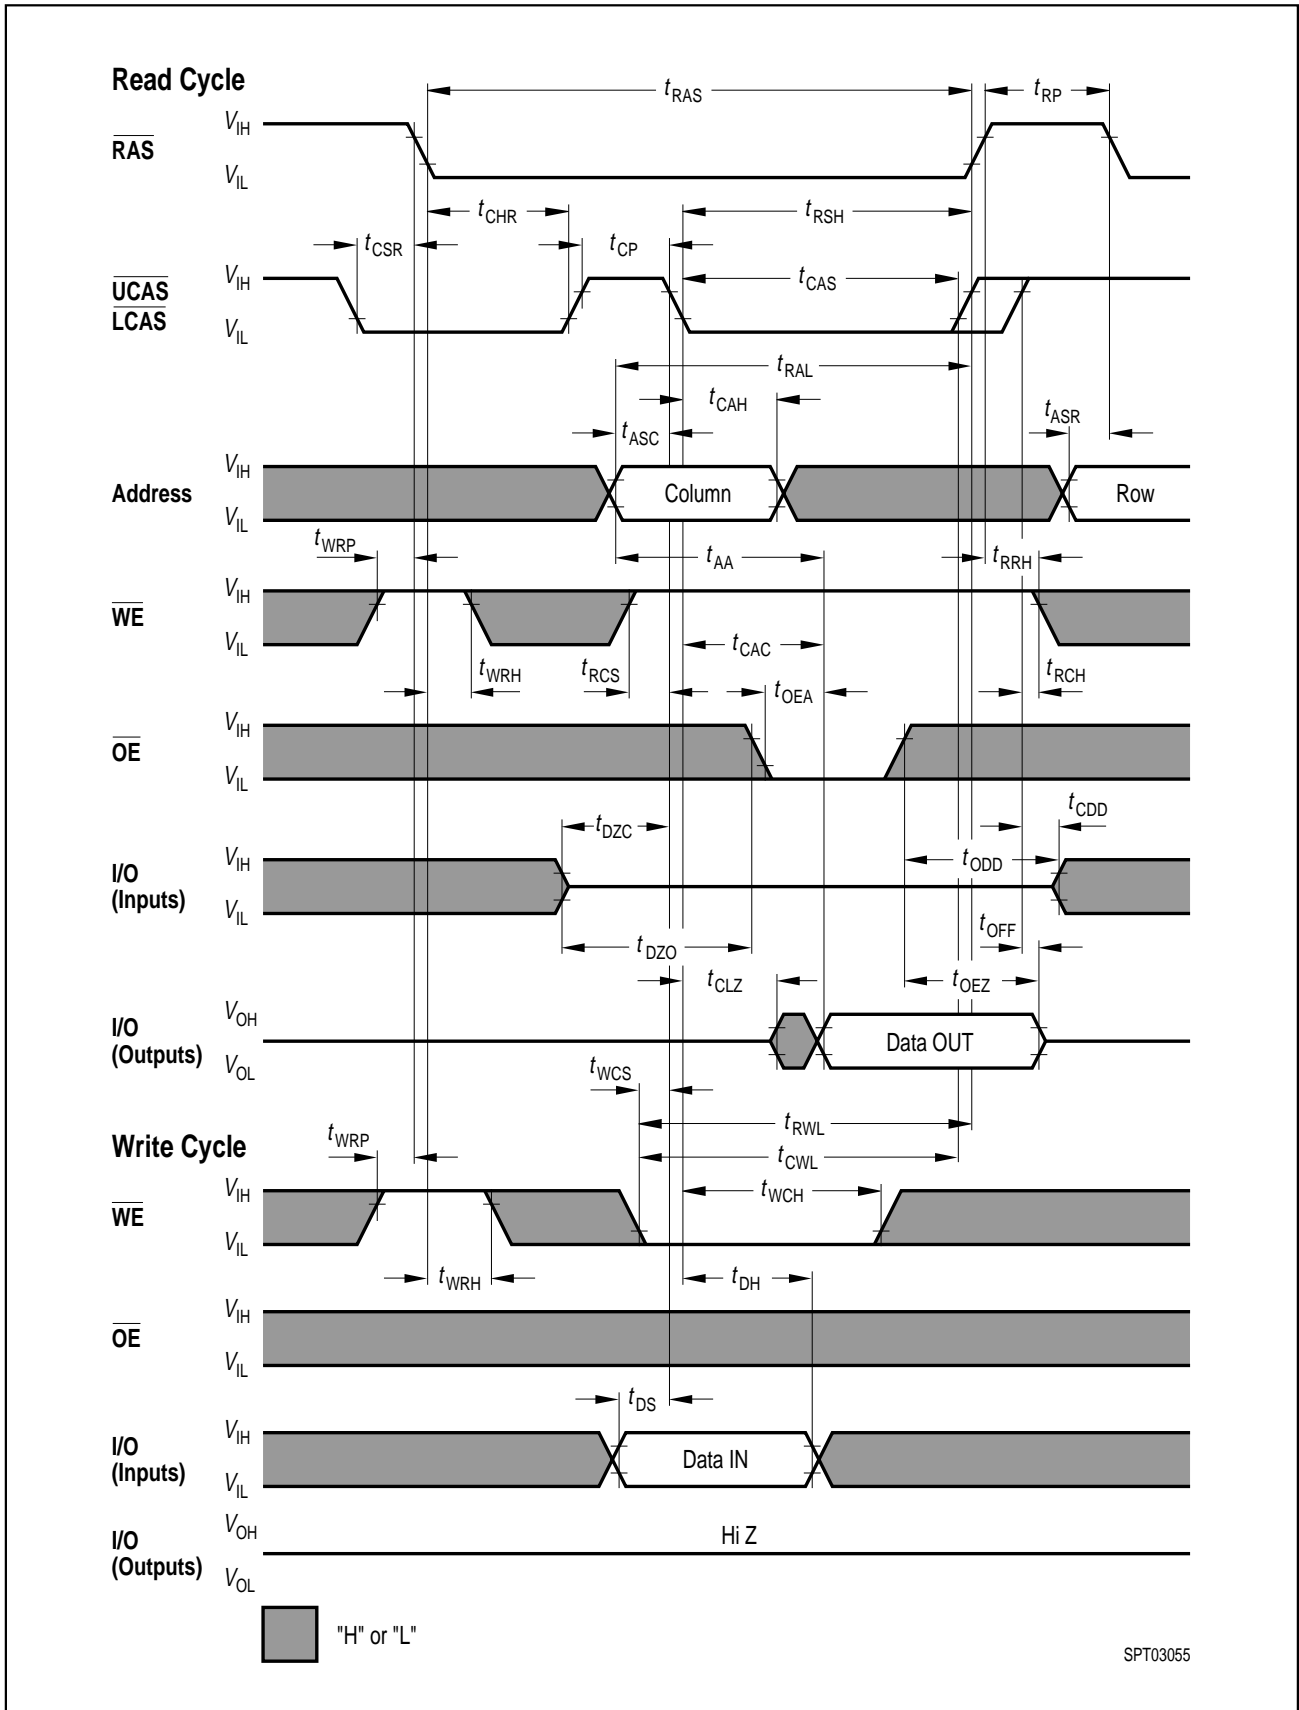 Read Cycle
tRAS
tRP
RAS
VIH
VIL
tCHR
tRSH
tCSR
tCP
UCAS
LCAS
VIH
VIL
tCAS
tRAL
tCAH
tASC
tASR
Address
VIH
VIL
Column
Row
tWRP
tAA
tRRH
WE
VIH
VIL
tCAC
tWRH
tRCS
tOEA
tRCH
OE
VIH
VIL
tDZC
tCDD
I/O
(Inputs)
VIH
VIL
tODD
tOFF
tDZO
tCLZ
tOEZ
I/O
(Outputs)
VOH
VOL
Data OUT
tWCS
tRWL
Write Cycle
tWRP
tCWL
WE
VIH
VIL
tWCH
tWRH
tDH
OE
VIH
VIL
tDS
I/O
(Inputs)
VIH
VIL
Data IN
I/O
(Outputs)
VOH
VOL
Hi Z
"H" or "L"
SPT03055